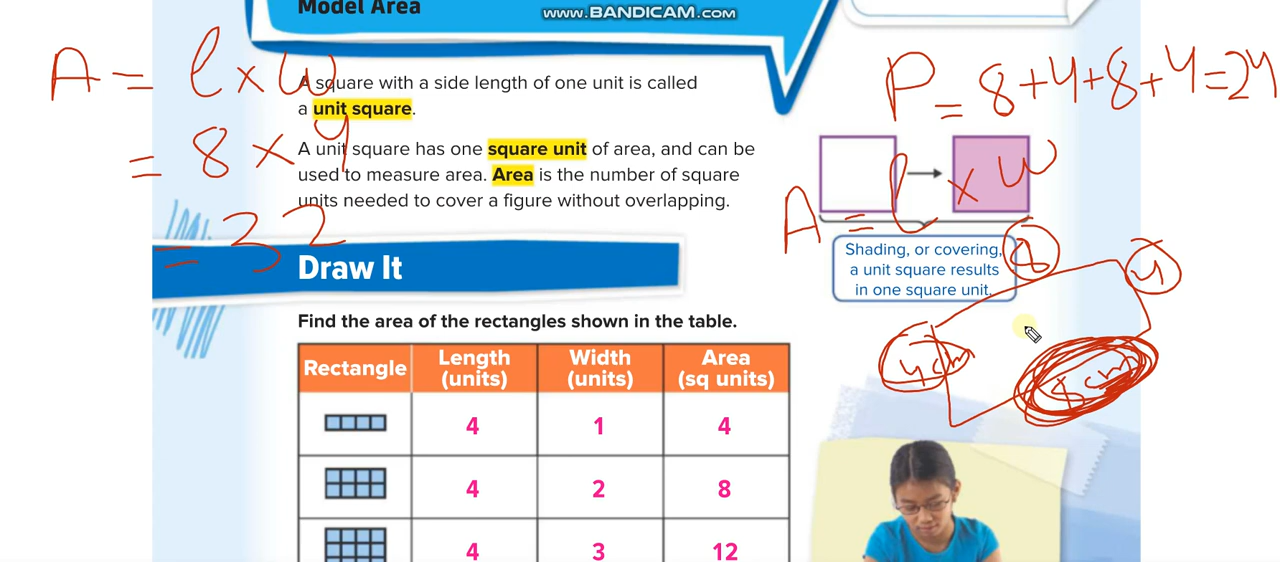 Model Area
www.BANDICAM.com
A = l x w
= 8 x 4
= 32
A square with a side length of one unit is called
a unit square.
A unit square has one square unit of area, and can be
used to measure area. Area is the number of square
units needed to cover a figure without overlapping.
P = 8+4+8+4=24
A = l x w
Shading, or covering,
a unit square results
in one square unit.
8
4
4cm
8cm
Draw It
Find the area of the rectangles shown in the table.
Rectangle Length (units) Width (units) Area (sq units)
4 1 4
4 2 8
4 3 12